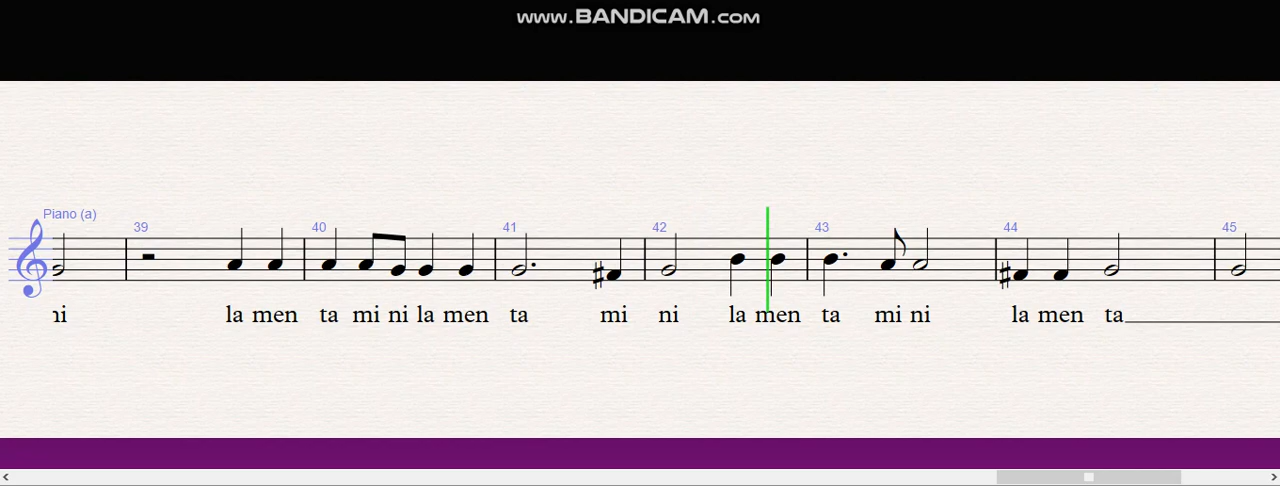 www.BANDICAM.com
Piano (a)
39 40 41 42 43 44 45
ni la men ta mi ni la men ta mi ni la men ta mi ni la men ta